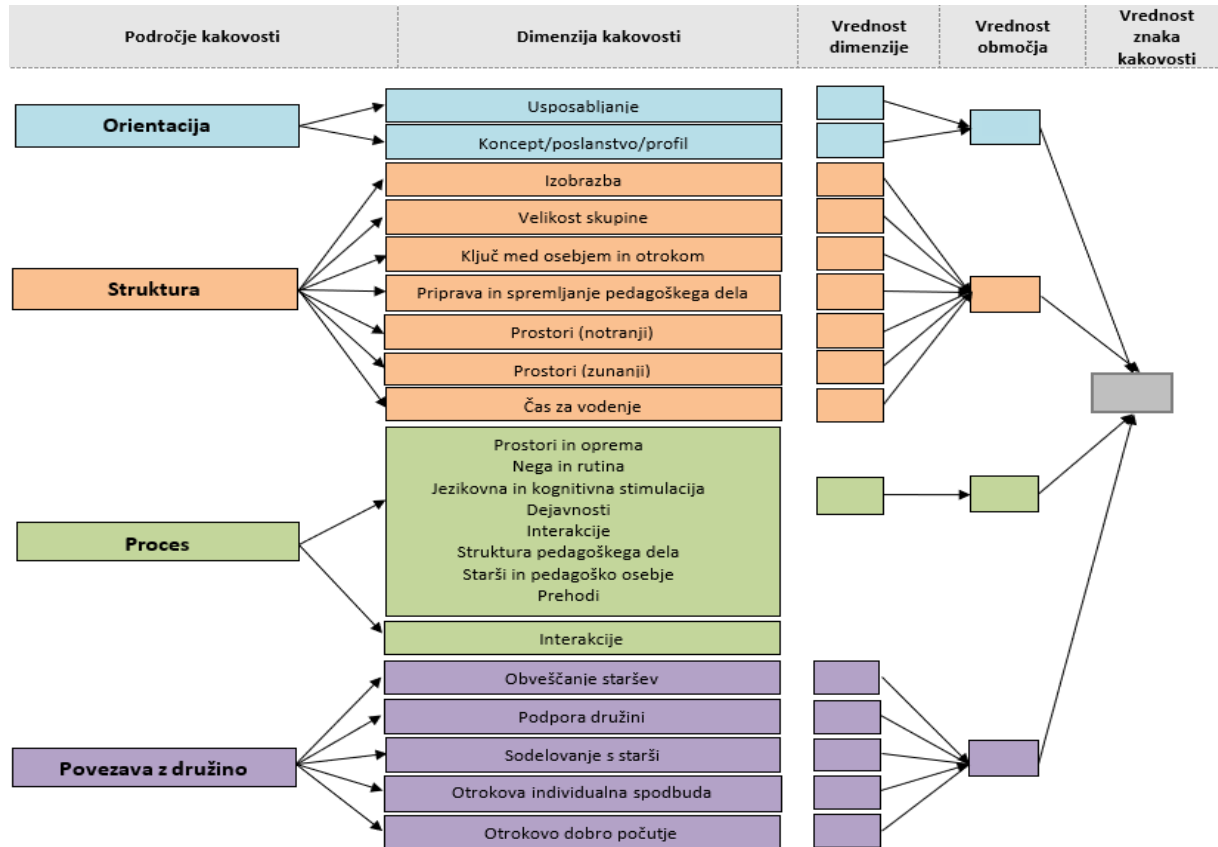 Področje kakovosti
Dimenzija kakovosti
Vrednost
dimenzije
Vrednost
območja
Vrednost
znaka
kakovosti
Orientacija
Usposabljanje
Koncept/poslanstvo/profil
Struktura
Izobrazba
Velikost skupine
Ključ med osebjem in otrokom
Priprava in spremljanje pedagoškega dela
Prostori (notranji)
Prostori (zunanji)
Čas za vodenje
Proces
Prostori in oprema
Nega in rutina
Jezikovna in kognitivna stimulacija
Dejavnosti
Interakcije
Struktura pedagoškega dela
Starši in pedagoško osebje
Prehodi
Interakcije
Povezava z družino
Obveščanje staršev
Podpora družini
Sodelovanje s starši
Otrokova individualna spodbuda
Otrokovo dobro počutje